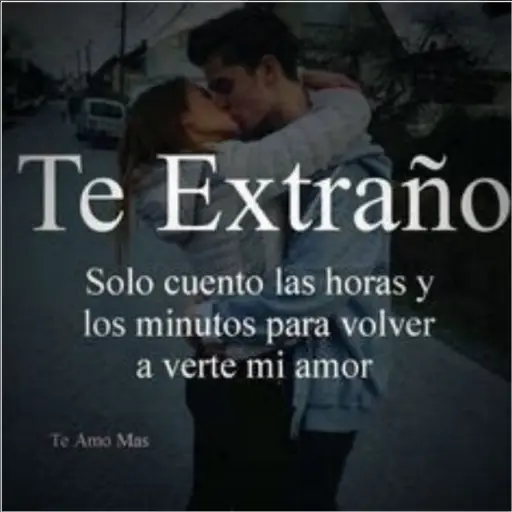 Te Extraño
Solo cuento las horas y
los minutos para volver
a verte mi amor
Te Amo Mas